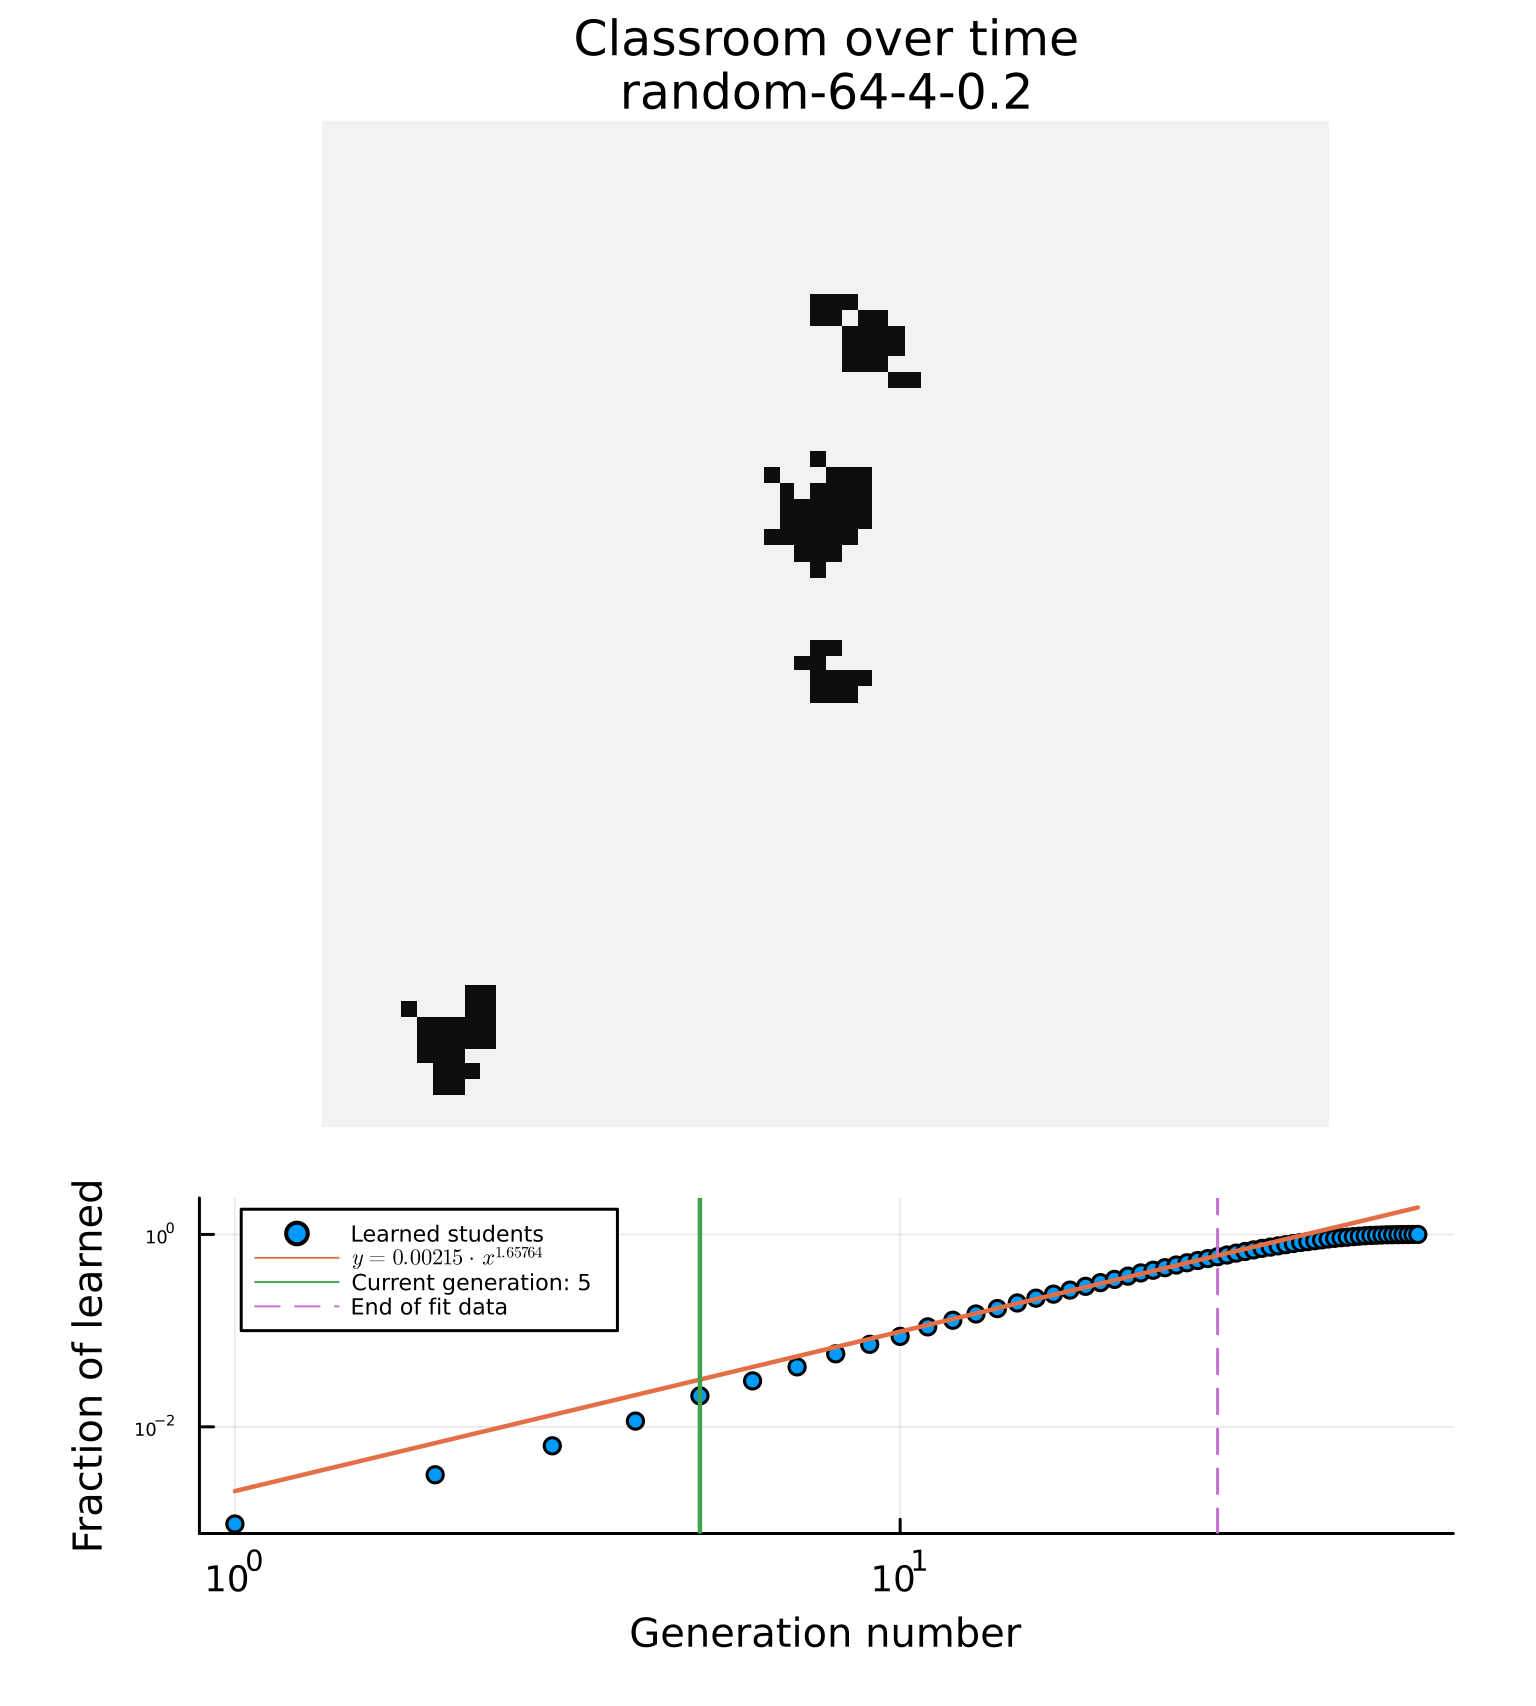 Classroom over time
random-64-4-0.2
Fraction of learned
10⁰
10⁻²
Learned students
y = 0.00215 · x^1.65764
Current generation: 5
End of fit data
10⁰
10¹
Generation number